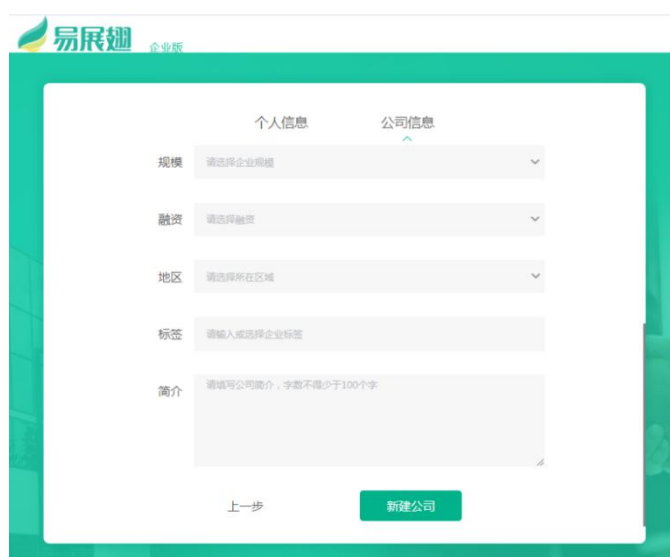 易展翅 企业版
个人信息 公司信息
规模 请选择企业规模
融资 请选择融资
地区 请选择所在区域
标签 请输入或选择企业标签
简介 请填写公司简介，字数不得少于100个字
上一步 新建公司